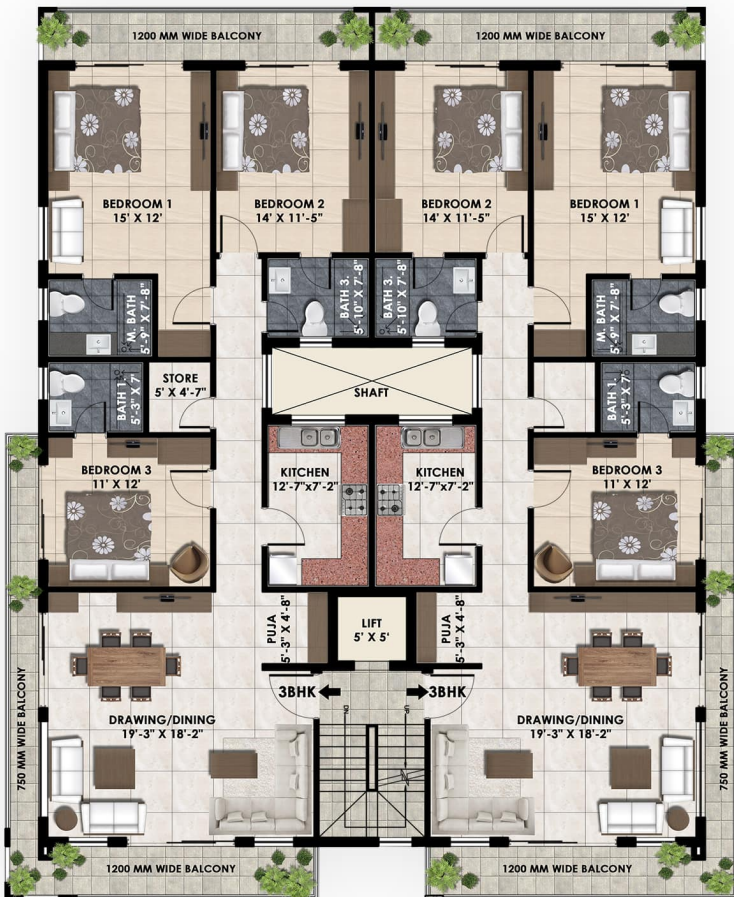 1200 MM WIDE BALCONY
1200 MM WIDE BALCONY
BEDROOM 1
15' X 12'
BEDROOM 2
14' X 11'-5"
BEDROOM 2
14' X 11'-5"
BEDROOM 1
15' X 12'
M. BATH
5'-9" X 7'-8"
BATH 3.
5'-10" X 7'-8"
BATH 3.
5'-10" X 7'-8"
M. BATH
5'-9" X 7'-8"
BATH 1.
5'-3" X 7'
STORE
5' X 4'-7"
SHAFT
BATH 1.
5'-3" X 7'
BEDROOM 3
11' X 12'
KITCHEN
12'-7"x7'-2"
KITCHEN
12'-7"x7'-2"
BEDROOM 3
11' X 12'
PUJA
5'-3" X 4'-8"
LIFT
5' X 5'
PUJA
5'-3" X 4'-8"
3BHK
3BHK
DN
UP
750 MM WIDE BALCONY
DRAWING/DINING
19'-3" X 18'-2"
DRAWING/DINING
19'-3" X 18'-2"
750 MM WIDE BALCONY
1200 MM WIDE BALCONY
1200 MM WIDE BALCONY